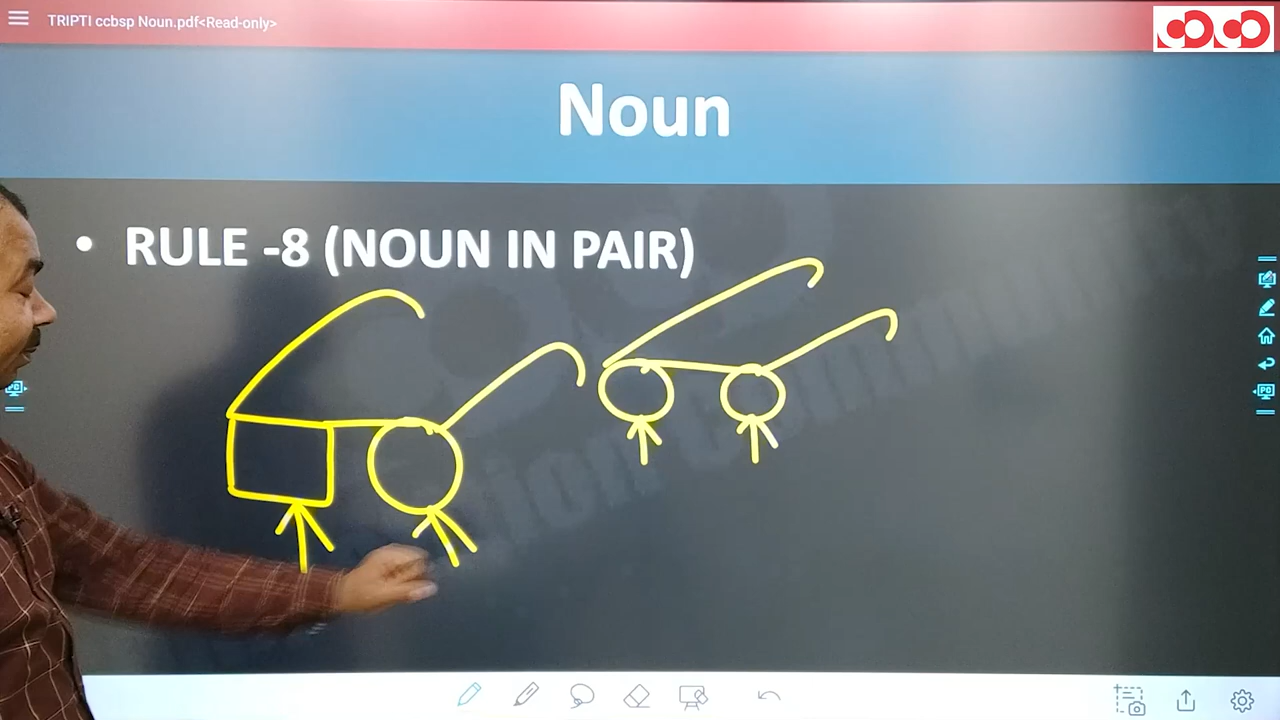 TRIPTI ccbsp Noun.pdf<Read-only>
Noun
• RULE -8 (NOUN IN PAIR)